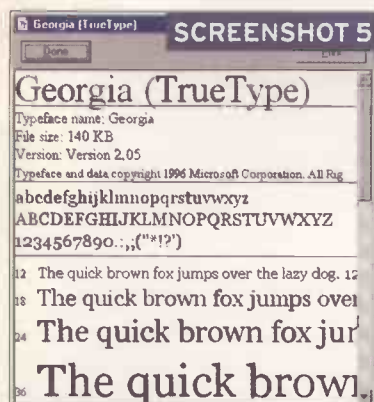 Georgia (TrueType)
SCREENSHOT 5
Done
Georgia (TrueType)
Typeface name: Georgia
File size: 140 KB
Version: Version 2,05
Typeface and data copyright 1996 Microsoft Corporation. All Rig
abcdefghijklmnopqrstuvwxyz
ABCDEFGHIJKLMNOPQRSTUVWXYZ
1234567890.:,;("*!?')
12 The quick brown fox jumps over the lazy dog. 12
18 The quick brown fox jumps over
24 The quick brown fox jur
36 The quick brow